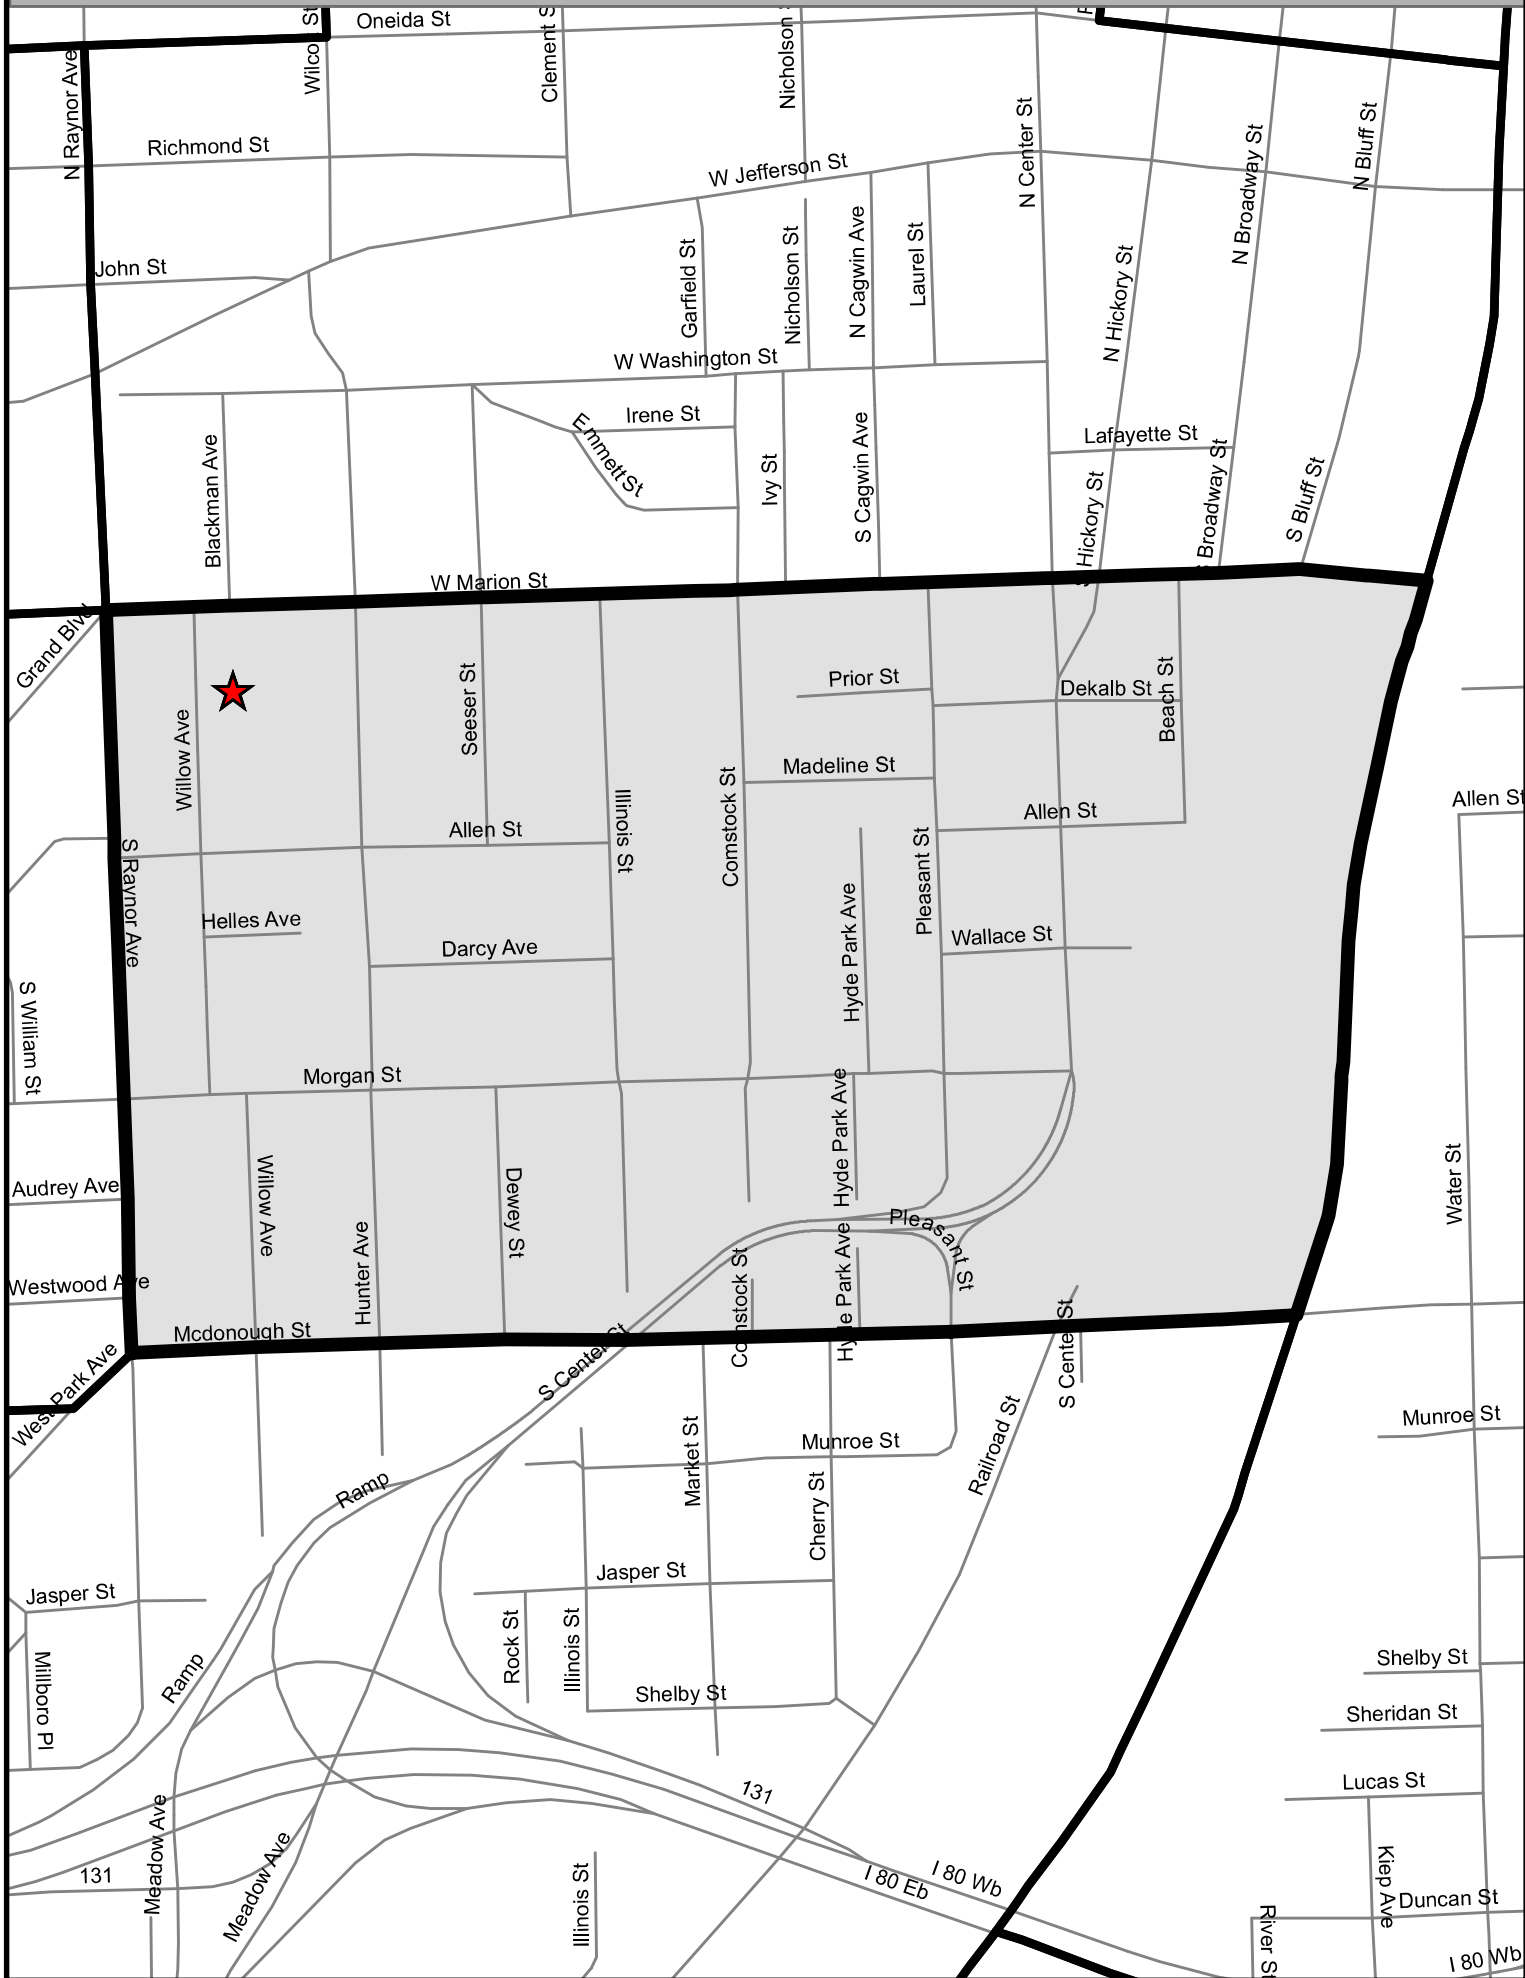 Oneida St
N Raynor Ave
Wilco
St
Clement S
Nicholson
Richmond St
W Jefferson St
N Center St
N Broadway St
N Bluff St
John St
Garfield St
Nicholson St
N Cagwin Ave
Laurel St
N Hickory St
W Washington St
Irene St
Emmett St
Ivy St
S Cagwin Ave
Lafayette St
Blackman Ave
S Hickory St
S Broadway St
S Bluff St
W Marion St
Grand Blvd
Willow Ave
Seeser St
Prior St
Dekalb St
Beach St
Madeline St
Illinois St
Comstock St
Allen St
Allen St
Allen St
Pleasant St
S Raynor Ave
Helles Ave
Darcy Ave
Hyde Park Ave
Wallace St
S William St
Morgan St
Hyde Park Ave
Audrey Ave
Willow Ave
Dewey St
Hunter Ave
Pleasant St
Water St
Westwood Ave
Comstock St
Hyde Park Ave
S Center St
Mcdonough St
S Center St
West Park Ave
Munroe St
Munroe St
Market St
Railroad St
Ramp
Cherry St
Jasper St
Jasper St
Rock St
Illinois St
Ramp
Millboro Pl
Shelby St
Shelby St
Sheridan St
Lucas St
131
131
Meadow Ave
Meadow Ave
Illinois St
I 80 Eb
I 80 Wb
Kiep Ave
Duncan St
River St
I 80 Wb